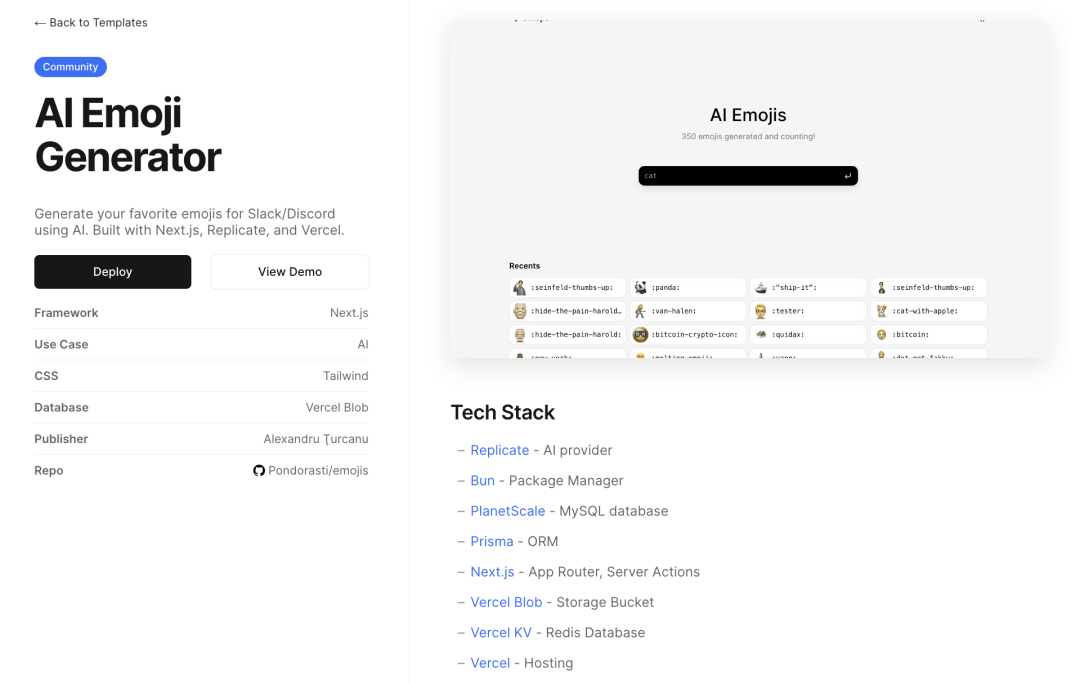 ← Back to Templates
Community
AI Emoji
Generator
Generate your favorite emojis for Slack/Discord
using AI. Built with Next.js, Replicate, and Vercel.
Deploy
View Demo
Framework Next.js
Use Case AI
CSS Tailwind
Database Vercel Blob
Publisher Alexandru Țurcanu
Repo Pondorasti/emojis
AI Emojis
350 emojis generated and counting!
cat
Recents
:seinfeld-thumbs-up: :panda: :"ship-it": :seinfeld-thumbs-up:
:hide-the-pain-harold… :van-halen: :tester: :cat-with-apple:
:hide-the-pain-harold: :bitcoin-crypto-icon: :quidax: :bitcoin:
Tech Stack
– Replicate - AI provider
– Bun - Package Manager
– PlanetScale - MySQL database
– Prisma - ORM
– Next.js - App Router, Server Actions
– Vercel Blob - Storage Bucket
– Vercel KV - Redis Database
– Vercel - Hosting